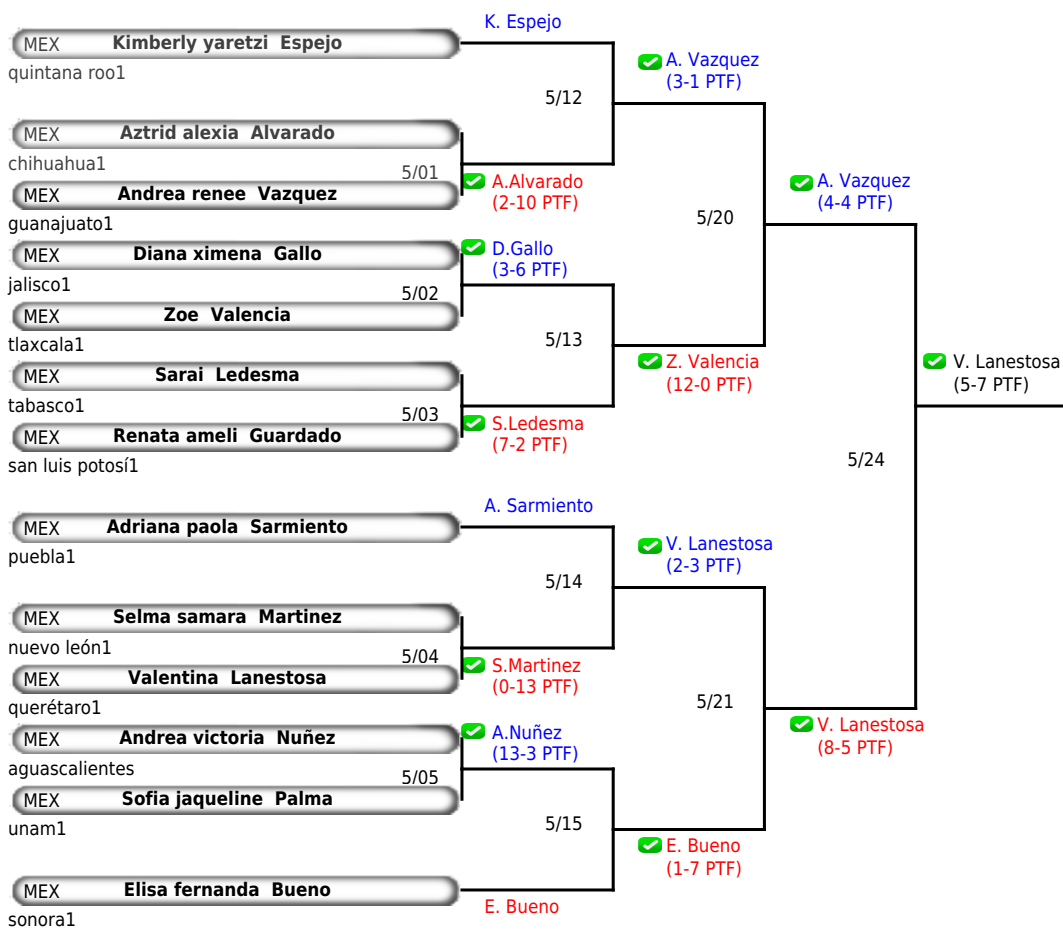 K. Espejo
MEX Kimberly yaretzi Espejo
quintana roo1
A. Vazquez
(3-1 PTF)
5/12
MEX Aztrid alexia Alvarado
chihuahua1
5/01
A.Alvarado
(2-10 PTF)
MEX Andrea renee Vazquez
guanajuato1
A. Vazquez
(4-4 PTF)
5/20
MEX Diana ximena Gallo
jalisco1
D.Gallo
(3-6 PTF)
5/02
MEX Zoe Valencia
tlaxcala1
5/13
Z. Valencia
(12-0 PTF)
V. Lanestosa
(5-7 PTF)
MEX Sarai Ledesma
tabasco1
5/03
S.Ledesma
(7-2 PTF)
MEX Renata ameli Guardado
san luis potosí1
5/24
A. Sarmiento
MEX Adriana paola Sarmiento
puebla1
V. Lanestosa
(2-3 PTF)
5/14
MEX Selma samara Martinez
nuevo león1
5/04
S.Martinez
(0-13 PTF)
MEX Valentina Lanestosa
querétaro1
5/21
V. Lanestosa
(8-5 PTF)
MEX Andrea victoria Nuñez
aguascalientes
A.Nuñez
(13-3 PTF)
5/05
MEX Sofia jaqueline Palma
unam1
5/15
E. Bueno
(1-7 PTF)
MEX Elisa fernanda Bueno
sonora1
E. Bueno